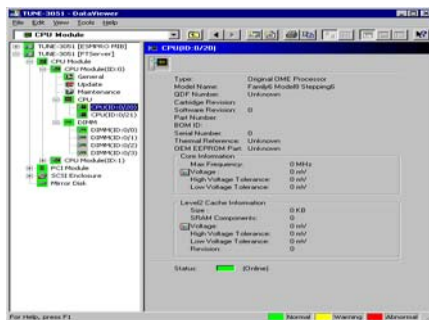 TUNE-3051 - DataViewer
File Edit View Tools Help
CPU Module
TUNE-3051 [ESMPRO MIB]
TUNE-3051 [FTServer]
CPU Module
CPU Module(ID:0)
General
Update
Maintenance
CPU
CPU(ID:0/20)
CPU(ID:0/21)
DIMM
DIMM(ID:0/0)
DIMM(ID:0/1)
DIMM(ID:0/2)
DIMM(ID:0/3)
CPU Module(ID:1)
PCI Module
SCSI Enclosure
Mirror Disk
CPU(ID:0/20)
Type: Original OME Processor
Model Name: Family6 Model8 Stepping6
QDF Number: Unknown
Cartridge Revision:
Software Revision: 0
Part Number:
BOM ID:
Serial Number: 0
Thermal Reference: Unknown
OEM EEPROM Part: Unknown
Core Information
Max Frequency: 0 MHz
Voltage: 0 mV
High Voltage Tolerance: 0 mV
Low Voltage Tolerance: 0 mV
Level2 Cache Information
Size: 0 KB
SRAM Components: 0
Voltage: 0 mV
High Voltage Tolerance: 0 mV
Low Voltage Tolerance: 0 mV
Revision: 0
Status: (Online)
For Help, press F1
Normal Warning Abnormal